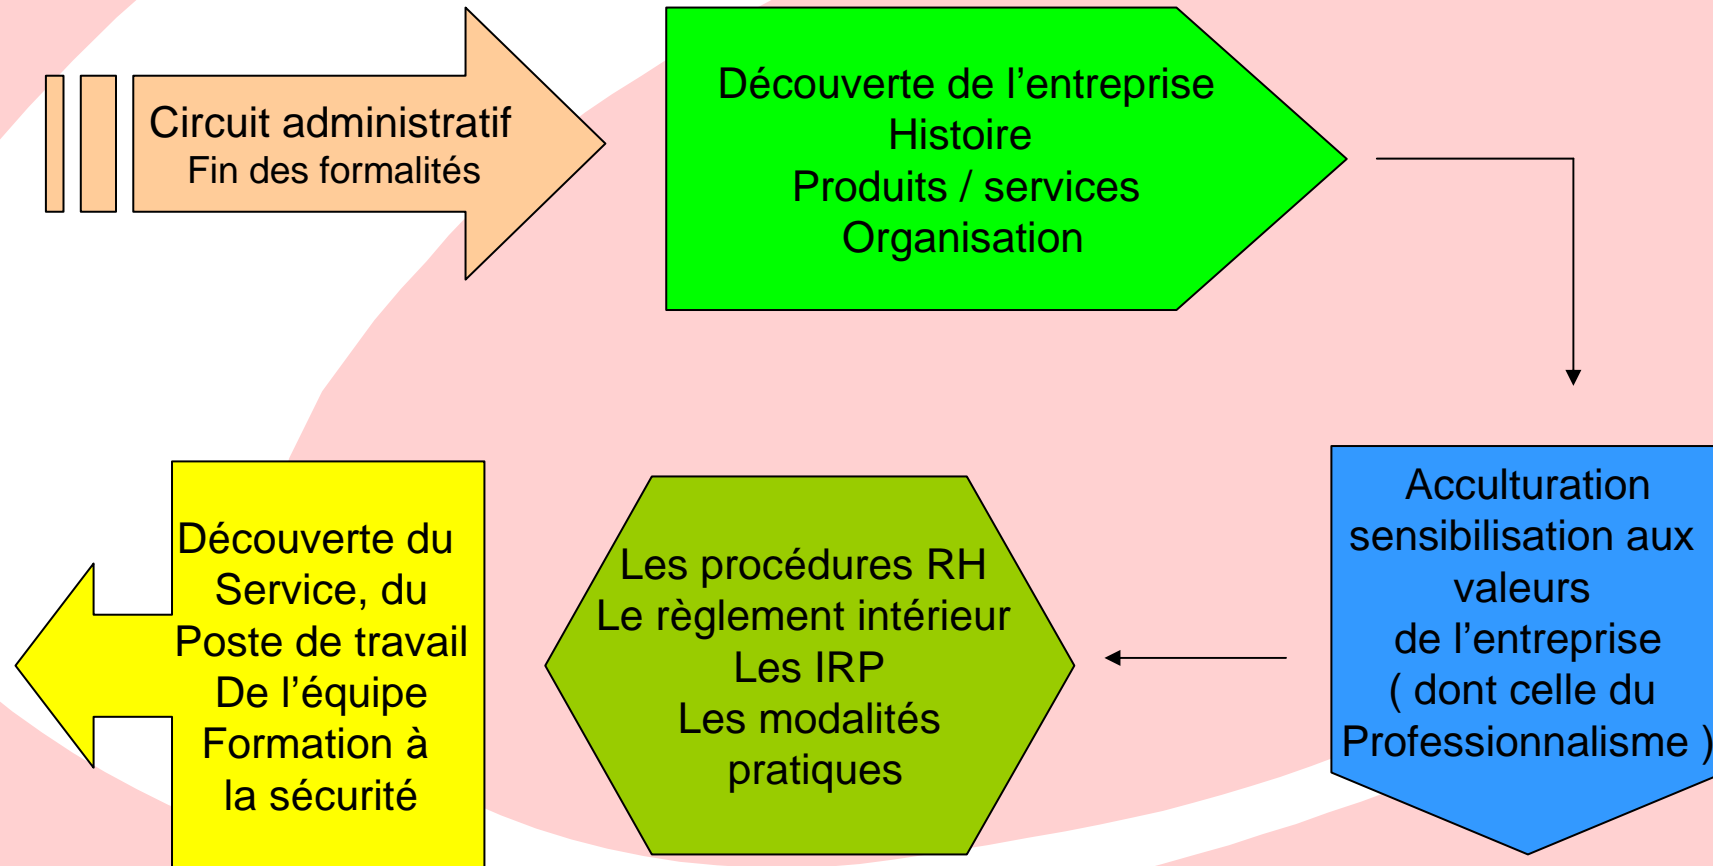 Circuit administratif
Fin des formalités
Découverte de l’entreprise
Histoire
Produits / services
Organisation
Acculturation
sensibilisation aux
valeurs
de l’entreprise
( dont celle du
Professionnalisme )
Les procédures RH
Le règlement intérieur
Les IRP
Les modalités
pratiques
Découverte du
Service, du
Poste de travail
De l’équipe
Formation à
la sécurité